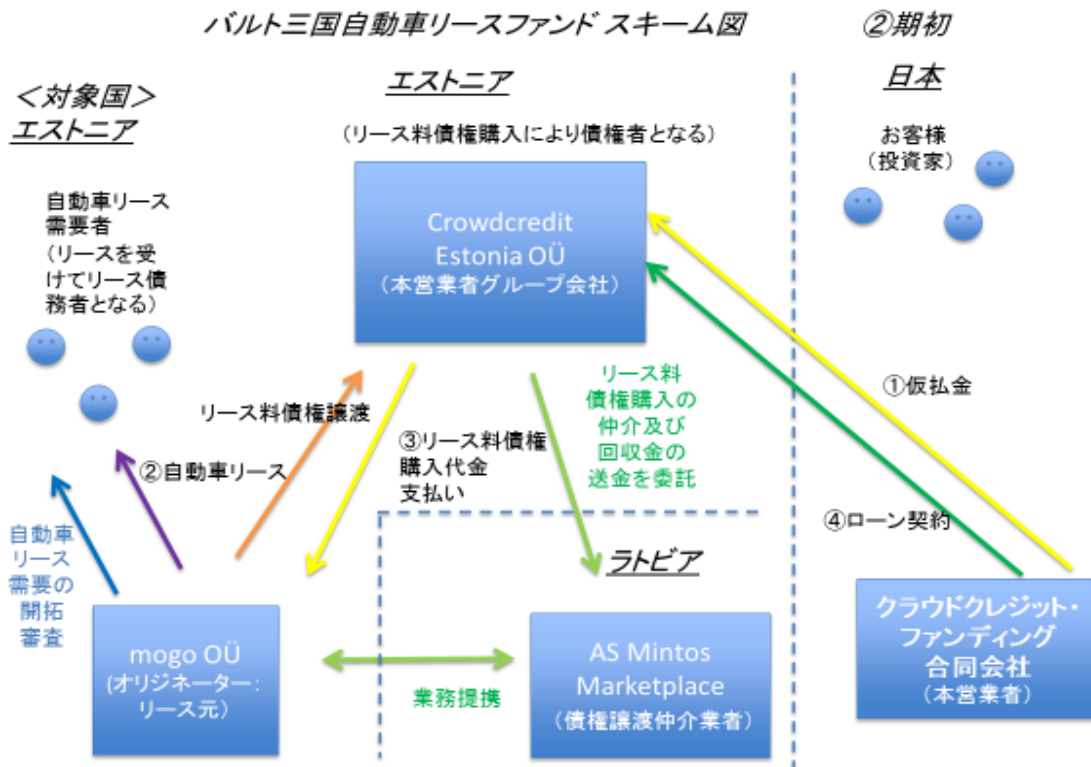 バルト三国自動車リースファンド スキーム図
②期初
＜対象国＞
エストニア
エストニア
日本
（リース料債権購入により債権者となる）
お客様
（投資家）
自動車リース
需要者
（リースを受
けてリース債
務者となる）
Crowdcredit
Estonia OÜ
（本営業者グループ会社）
①仮払金
リース料債権譲渡
②自動車リース
③リース料債権
購入代金
支払い
リース料
債権購入の
仲介及び
回収金の
送金を委託
④ローン契約
自動車
リース
需要の
開拓
審査
ラトビア
mogo OÜ
(オリジネーター：
リース元）
業務提携
AS Mintos
Marketplace
（債権譲渡仲介業者）
クラウドクレジット・
ファンディング
合同会社
（本営業者）